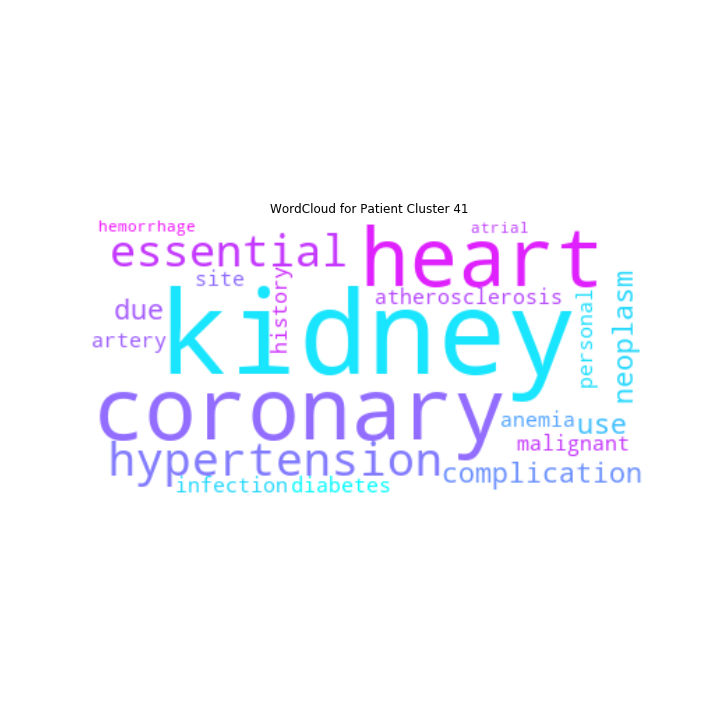 WordCloud for Patient Cluster 41
hemorrhage
atrial
essential
heart
site
history
atherosclerosis
due
kidney
personal
neoplasm
artery
coronary
anemia
use
malignant
hypertension
complication
infection
diabetes